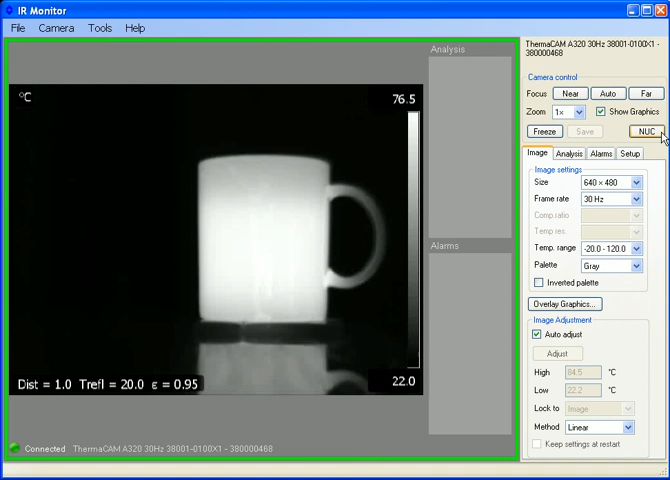 IR Monitor
File Camera Tools Help
ThermaCAM A320 30Hz 38001-0100X1 -
380000468
°C
76.5
22.0
Dist = 1.0 Trefl = 20.0 ε = 0.95
Analysis
Alarms
Connected ThermaCAM A320 30Hz 38001-0100X1 - 380000468
Camera control
Focus Near Auto Far
Zoom 1× Show Graphics
Freeze Save NUC
Image Analysis Alarms Setup
Image settings
Size 640 × 480
Frame rate 30 Hz
Comp.ratio
Temp res.
Temp. range -20.0 - 120.0
Palette Gray
Inverted palette
Overlay Graphics...
Image Adjustment
Auto adjust
Adjust
High 84.5 °C
Low 22.2 °C
Lock to Image
Method Linear
Keep settings at restart